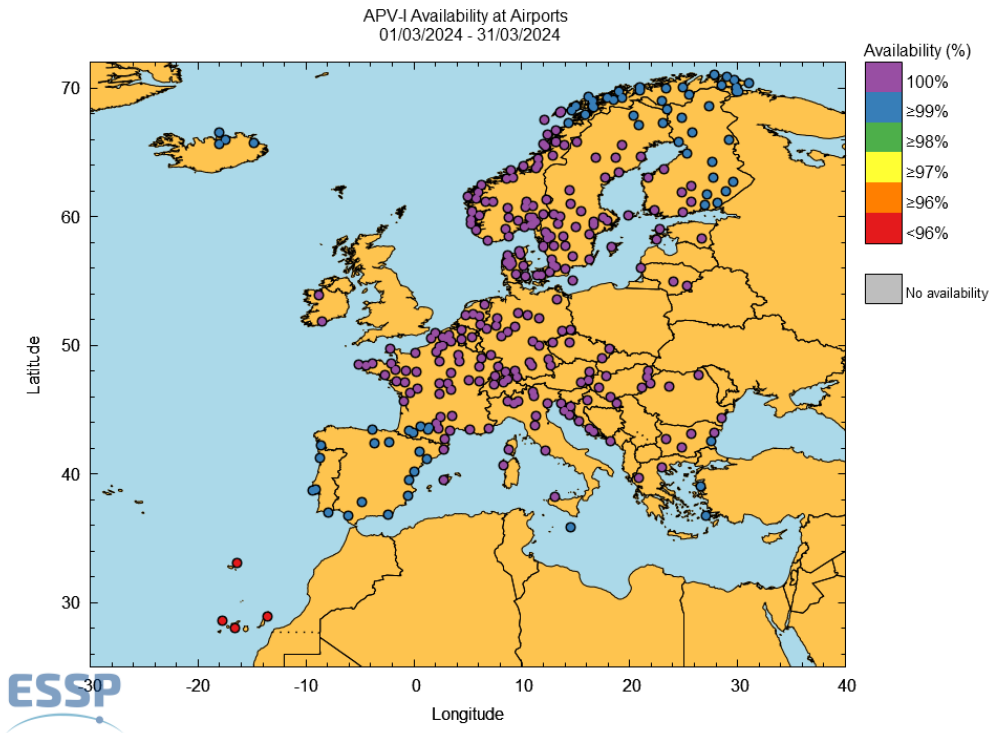 APV-I Availability at Airports
01/03/2024 - 31/03/2024
Availability (%)
100%
≥99%
≥98%
≥97%
≥96%
<96%
No availability
Latitude
70
60
50
40
30
-30
-20
-10
0
10
20
30
40
Longitude
ESSP